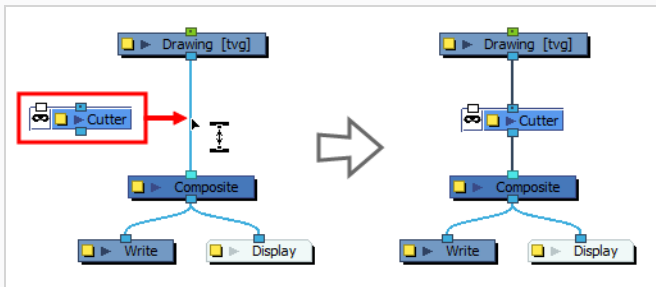 Drawing [tvg]
Cutter
Composite
Write
Display
Drawing [tvg]
Cutter
Composite
Write
Display